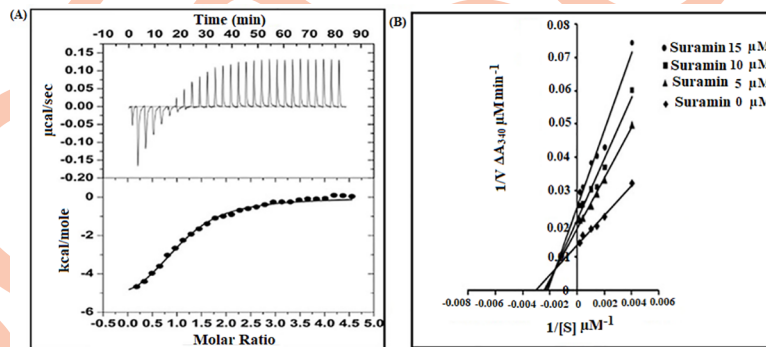 (A)
Time (min)
-10 0 10 20 30 40 50 60 70 80 90
0.15
0.10
0.05
0.00
-0.05
-0.10
-0.15
-0.20
µcal/sec
0
-2
-4
-6
kcal/mole
-0.5 0.0 0.5 1.0 1.5 2.0 2.5 3.0 3.5 4.0 4.5 5.0
Molar Ratio
(B)
0.08
0.07
0.06
0.05
0.04
0.03
0.02
0.01
0
1/V ΔA340 µM min-1
Suramin 15 µM
Suramin 10 µM
Suramin 5 µM
Suramin 0 µM
-0.008 -0.006 -0.004 -0.002 0 0.002 0.004 0.006
1/[S] µM-1